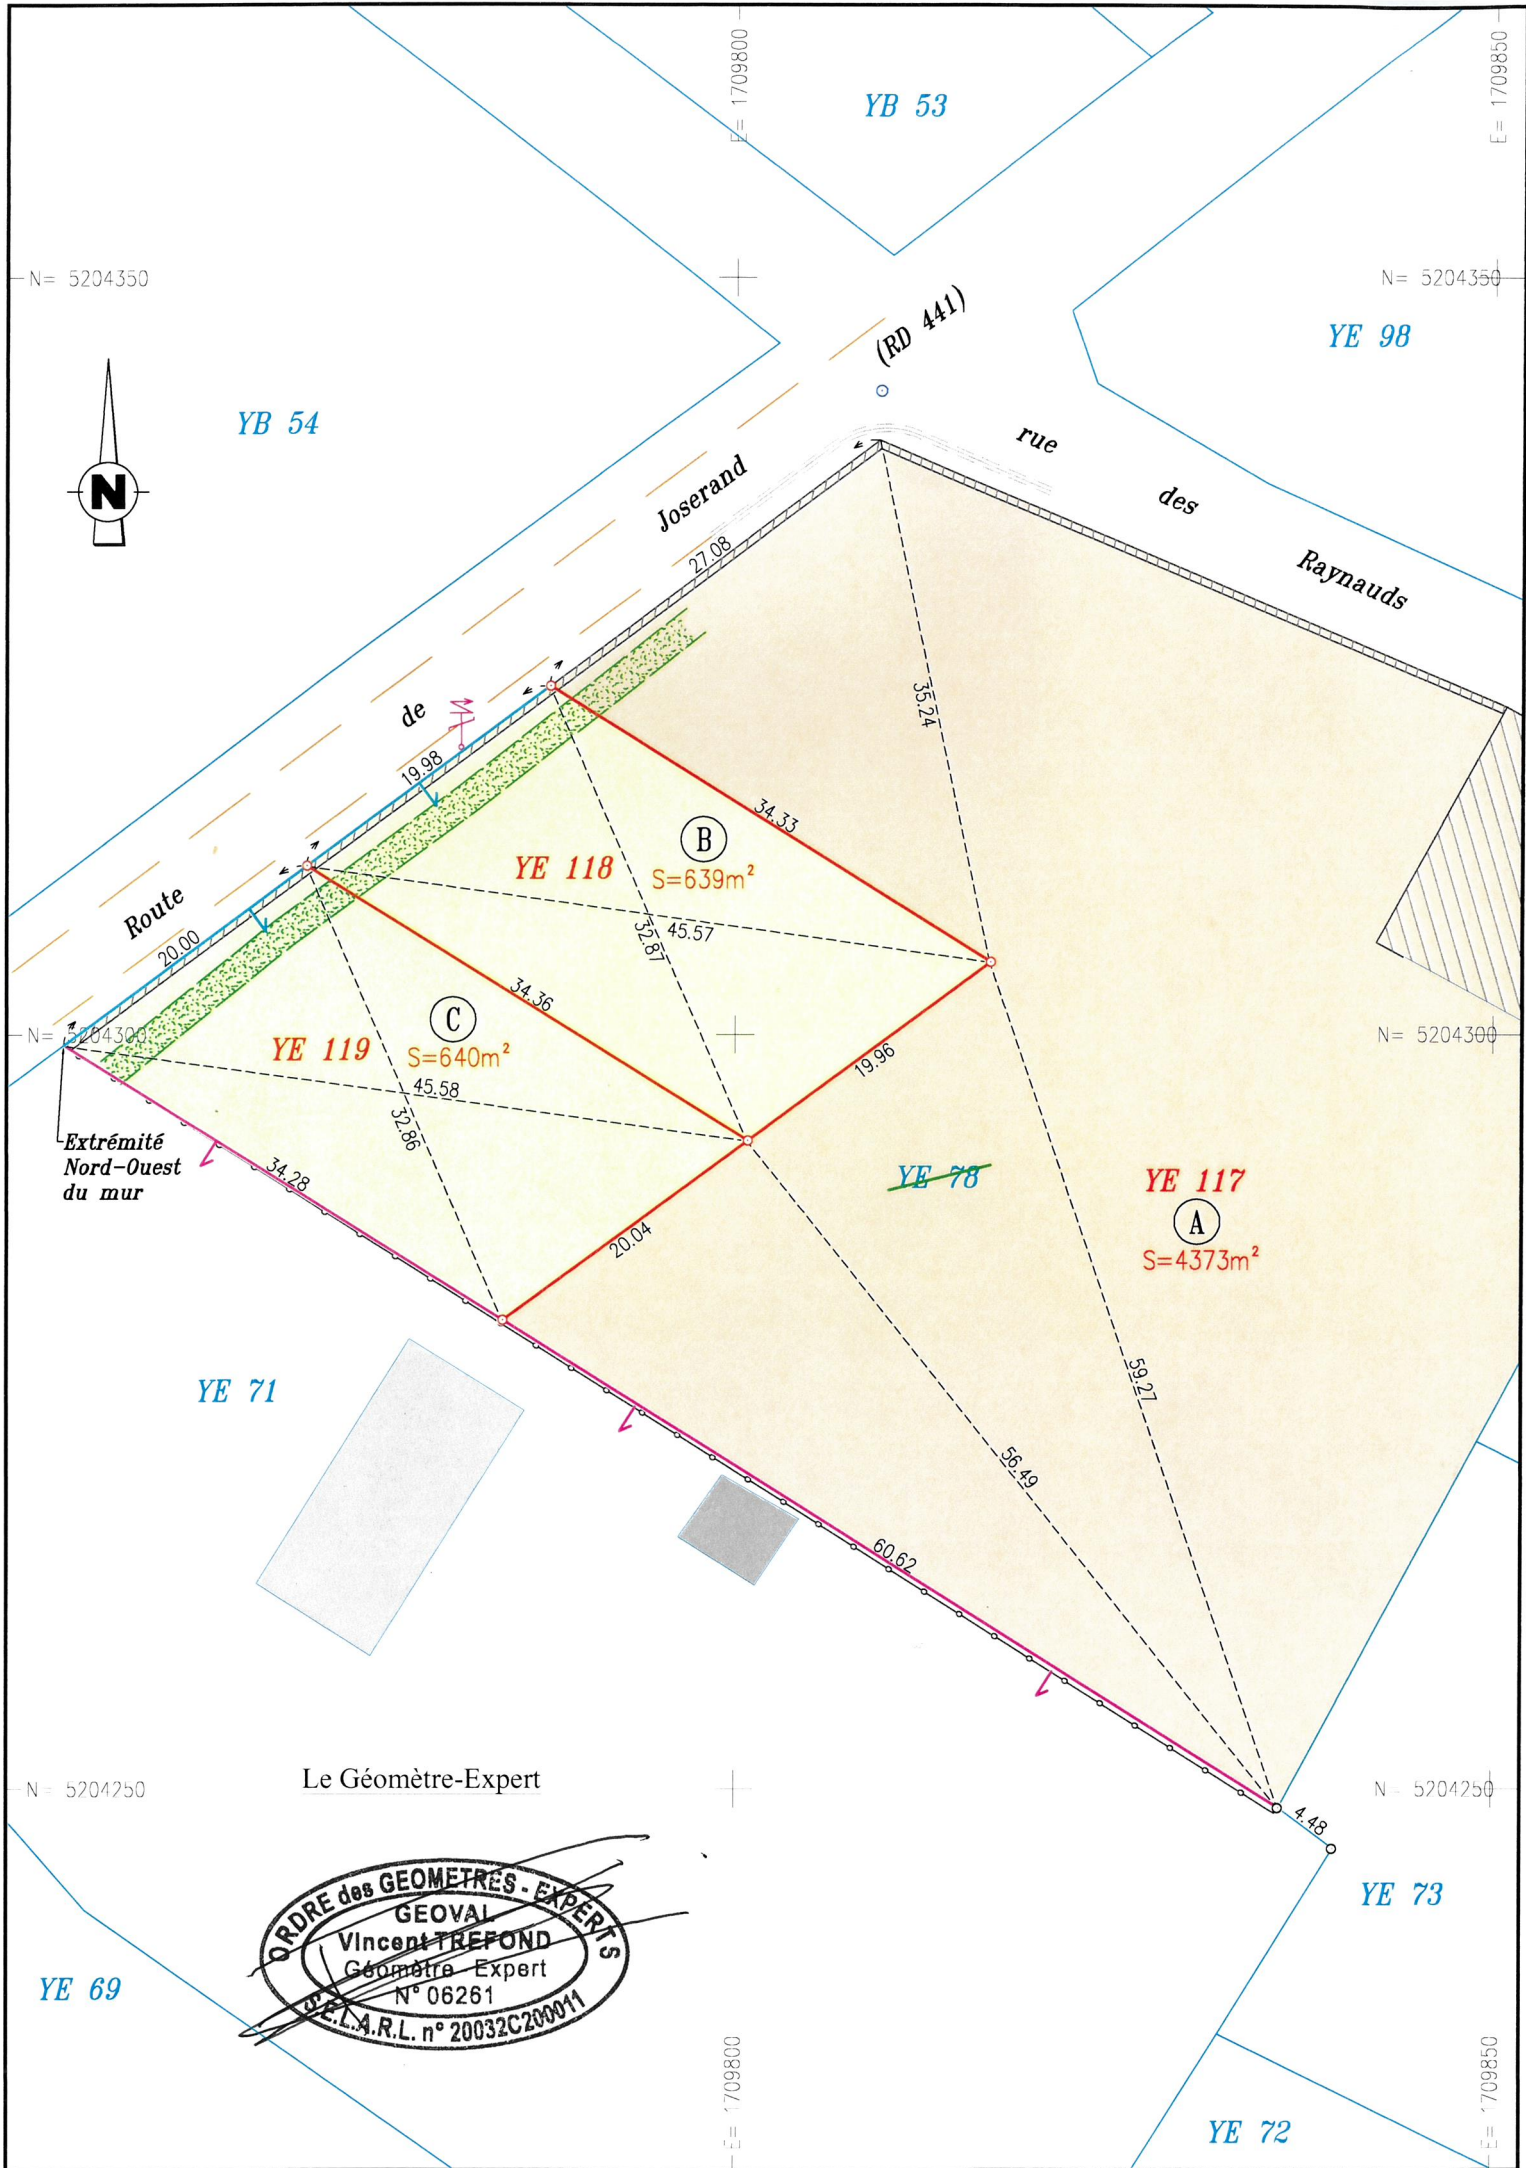 E= 1709800
E= 1709850
YB 53
N= 5204350
N= 5204350
(RD 441)
YE 98
YB 54
rue
des
Raynauds
Joserand
27.08
35.24
de
19.98
34.33
B
YE 118
S=639m²
Route
20.00
32.87
45.57
34.36
C
N= 5204300
N= 5204300
YE 119
S=640m²
19.96
45.58
32.86
Extrémité
Nord-Ouest
du mur
34.28
YE 78
YE 117
A
S=4373m²
20.04
YE 71
59.27
56.49
60.62
Le Géomètre-Expert
N= 5204250
N= 5204250
4.48
ORDRE des GEOMETRES - EXPERTS
GEOVAL
Vincent TREFOND
Géomètre - Expert
N° 06261
S.E.L.A.R.L. n° 20032C200011
YE 73
YE 69
E= 1709800
E= 1709850
YE 72
N